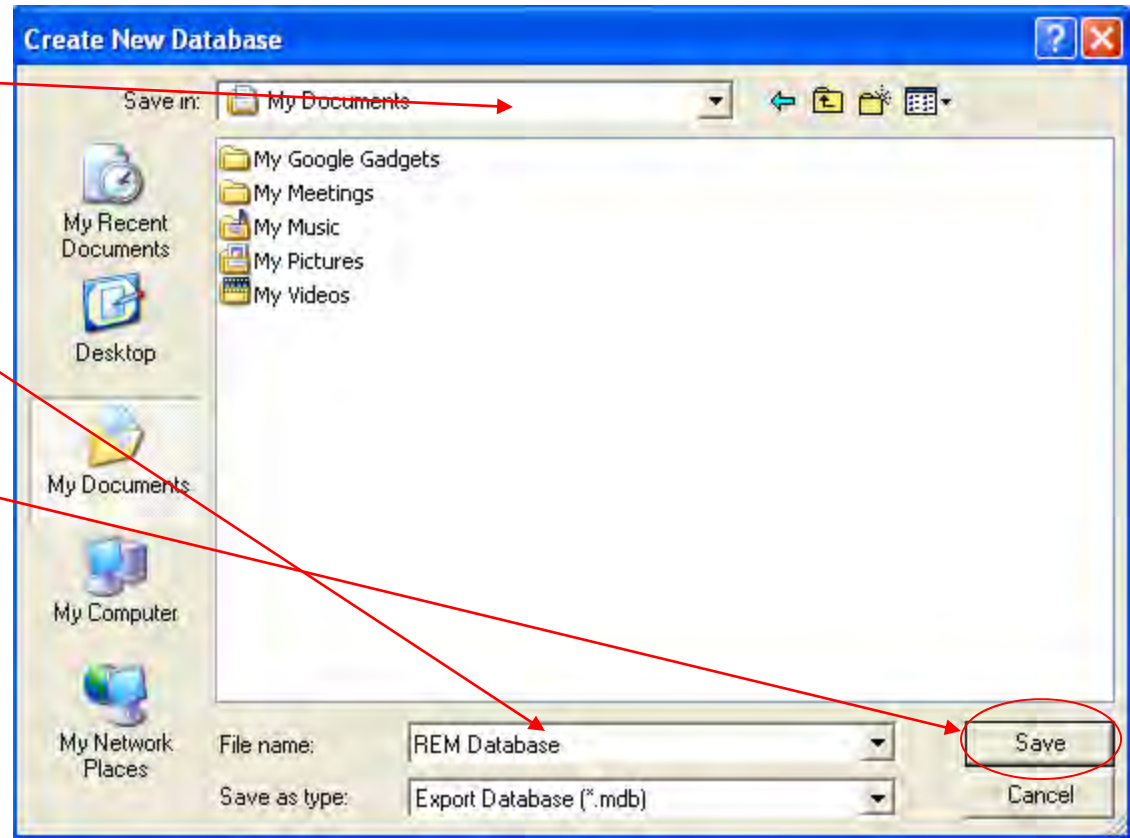 Create New Database
Save in: My Documents
My Recent
Documents
Desktop
My Documents
My Computer
My Network
Places
My Google Gadgets
My Meetings
My Music
My Pictures
My Videos
File name: REM Database Save
Save as type: Export Database (*.mdb) Cancel